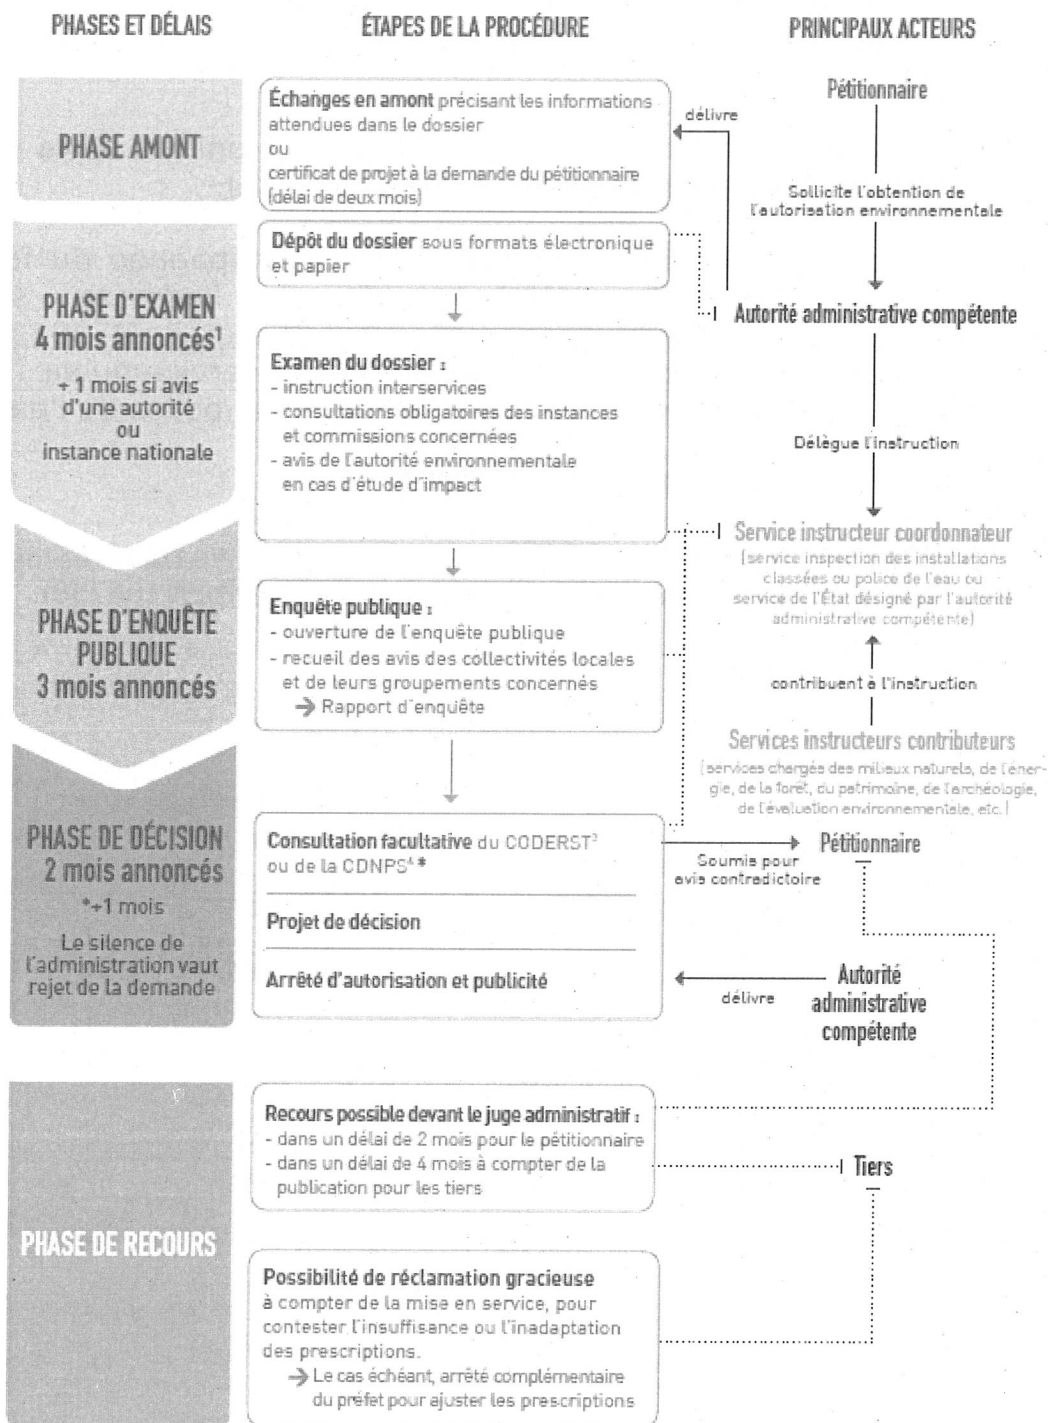 PHASES ET DÉLAIS
ÉTAPES DE LA PROCÉDURE
PRINCIPAUX ACTEURS
PHASE AMONT
Échanges en amont précisant les informations
attendues dans le dossier
ou
certificat de projet à la demande du pétitionnaire
(délai de deux mois)
délivre
Pétitionnaire
Sollicite l'obtention de
l'autorisation environnementale
Dépôt du dossier sous formats électronique
et papier
Autorité administrative compétente
PHASE D'EXAMEN
4 mois annoncés¹
+ 1 mois si avis
d'une autorité
ou
instance nationale
Examen du dossier :
- instruction interservices
- consultations obligatoires des instances
et commissions concernées
- avis de l'autorité environnementale
en cas d'étude d'impact
Délègue l'instruction
Service instructeur coordonnateur
(service inspection des installations
classées ou police de l'eau ou
service de l'État désigné par l'autorité
administrative compétente)
PHASE D'ENQUÊTE
PUBLIQUE
3 mois annoncés
Enquête publique :
- ouverture de l'enquête publique
- recueil des avis des collectivités locales
et de leurs groupements concernés
→ Rapport d'enquête
contribuent à l'instruction
Services instructeurs contributeurs
(services chargés des milieux naturels, de l'éner-
gie, de la forêt, du patrimoine, de l'archéologie,
de l'évaluation environnementale, etc.)
PHASE DE DÉCISION
2 mois annoncés
*+1 mois
Le silence de
l'administration vaut
rejet de la demande
Consultation facultative du CODERST³
ou de la CDNPS⁴*
Projet de décision
Arrêté d'autorisation et publicité
Soumis pour
avis contradictoire
Pétitionnaire
délivre
Autorité
administrative
compétente
PHASE DE RECOURS
Recours possible devant le juge administratif :
- dans un délai de 2 mois pour le pétitionnaire
- dans un délai de 4 mois à compter de la
publication pour les tiers
Tiers
Possibilité de réclamation gracieuse
à compter de la mise en service, pour
contester l'insuffisance ou l'inadaptation
des prescriptions.
→ Le cas échéant, arrêté complémentaire
du préfet pour ajuster les prescriptions